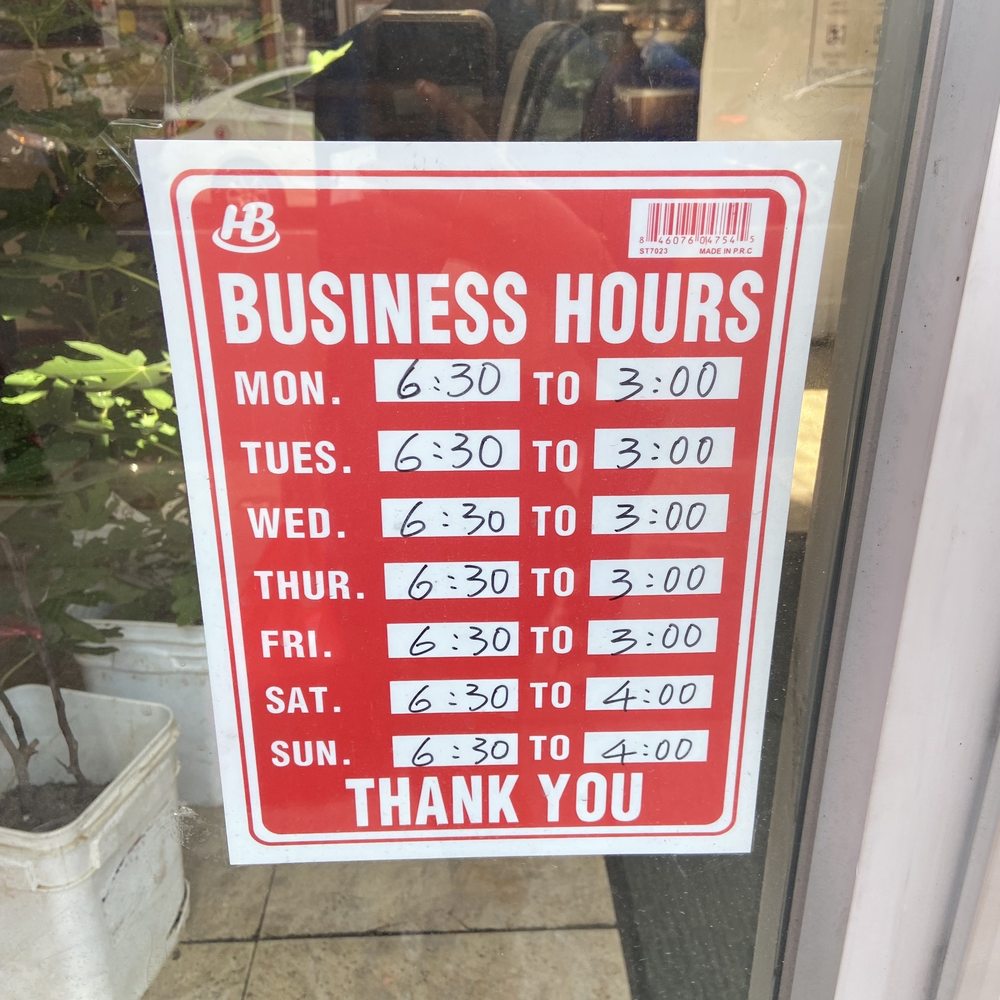 HB
8 46076 04754 5
ST7023 MADE IN P.R.C
BUSINESS HOURS
MON. 6:30 TO 3:00
TUES. 6:30 TO 3:00
WED. 6:30 TO 3:00
THUR. 6:30 TO 3:00
FRI. 6:30 TO 3:00
SAT. 6:30 TO 4:00
SUN. 6:30 TO 4:00
THANK YOU